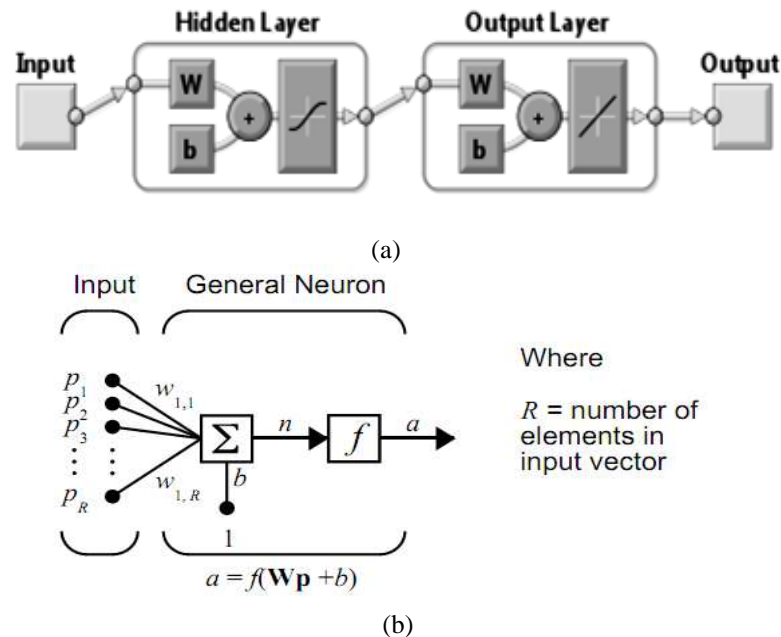 Hidden Layer Output Layer
Input Output
W W
+ +
b b
(a)
Input General Neuron
p1 w1,1
p2
p3 Σ n f a
pR w1,R b
1
a = f(Wp +b)
Where
R = number of
elements in
input vector
(b)